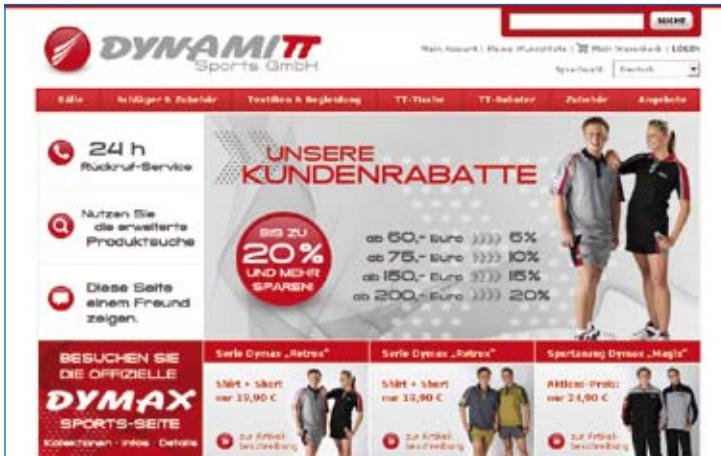 SUCHE
DYNAMITT
Sports GmbH
Mein Account | Meine Wunschliste | Mein Warenkorb | LOGIN
Sprachwahl: Deutsch
Bälle Schläger & Zubehör Textilien & Bekleidung TT-Tische TT-Roboter Zubehör Angebote
24 h
Rückruf-Service
Nutzen Sie
die erweiterte
Produktsuche
Diese Seite
einem Freund
zeigen.
UNSERE
KUNDENRABATTE
BIS ZU
20%
UND MEHR
SPAREN!
ab 50,- Euro »»» 5%
ab 75,- Euro »»» 10%
ab 150,- Euro »»» 15%
ab 200,- Euro »»» 20%
BESUCHEN SIE
DIE OFFIZIELLE
DYMAX
SPORTS-SEITE
Kollektionen · Infos · Details
Serie Dymax „Retrox"
Shirt + Short
nur 19,90 €
zur Artikel-
beschreibung
Serie Dymax „Retrox"
Shirt + Short
nur 19,90 €
zur Artikel-
beschreibung
Sportanzug Dymax „Magix"
Aktions-Preis:
nur 24,90 €
zur Artikel-
beschreibung